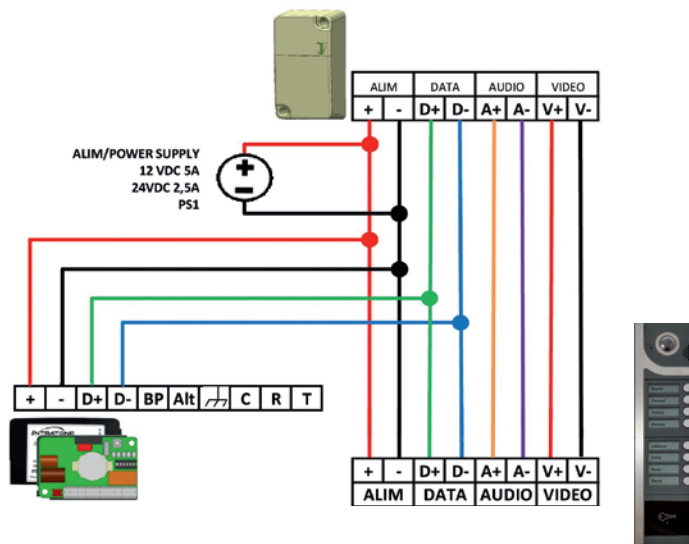 ALIM DATA AUDIO VIDEO
+ - D+ D- A+ A- V+ V-
ALIM/POWER SUPPLY
12 VDC 5A
24VDC 2,5A
PS1
+
−
+ - D+ D- BP Alt C R T
INTRATONE
+ - D+ D- A+ A- V+ V-
ALIM DATA AUDIO VIDEO